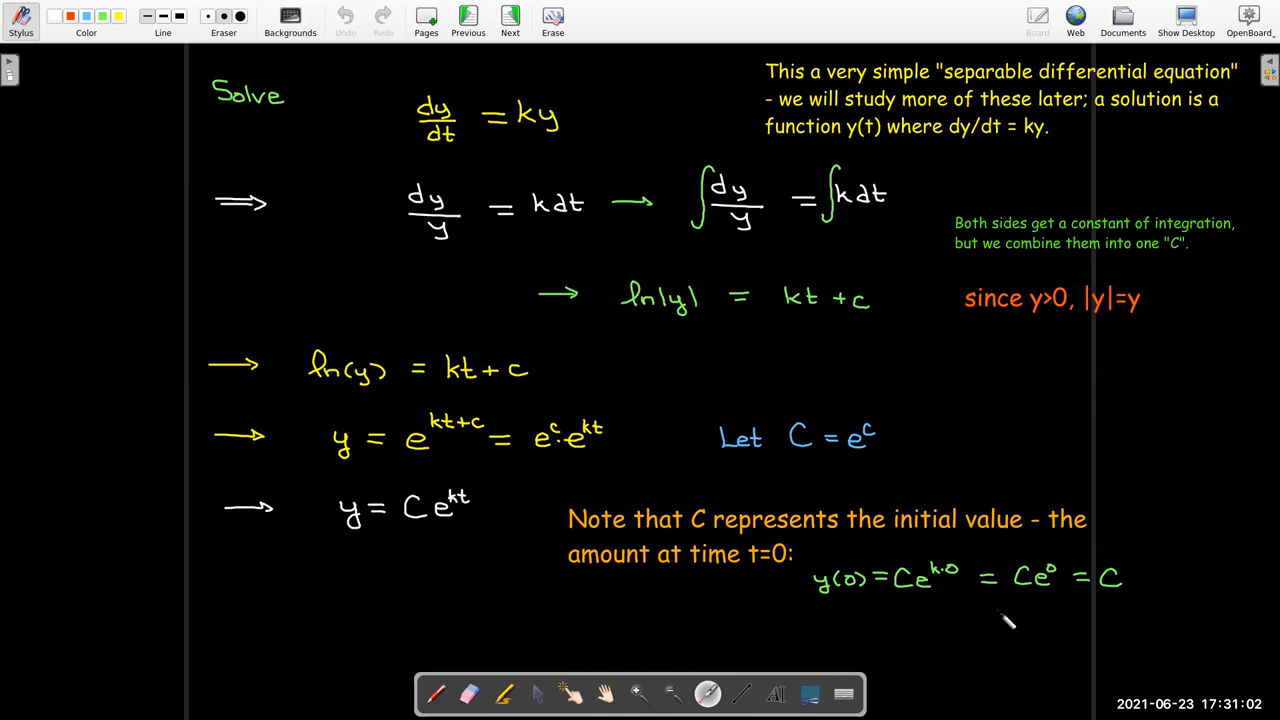 Stylus Color Line Eraser Backgrounds Undo Redo Pages Previous Next Erase Board Web Documents Show Desktop OpenBoard
Solve
dy/dt = ky
This a very simple "separable differential equation"
- we will study more of these later; a solution is a
function y(t) where dy/dt = ky.
⟹ dy/y = kdt → ∫dy/y = ∫kdt
Both sides get a constant of integration,
but we combine them into one "C".
→ ln|y| = kt + c
since y>0, |y|=y
→ ln(y) = kt + c
→ y = e^(kt+c) = e^c · e^(kt)
Let C = e^c
→ y = Ce^(kt)
Note that C represents the initial value - the
amount at time t=0:
y(0) = Ce^(k·0) = Ce^0 = C
AI
2021-06-23 17:31:02